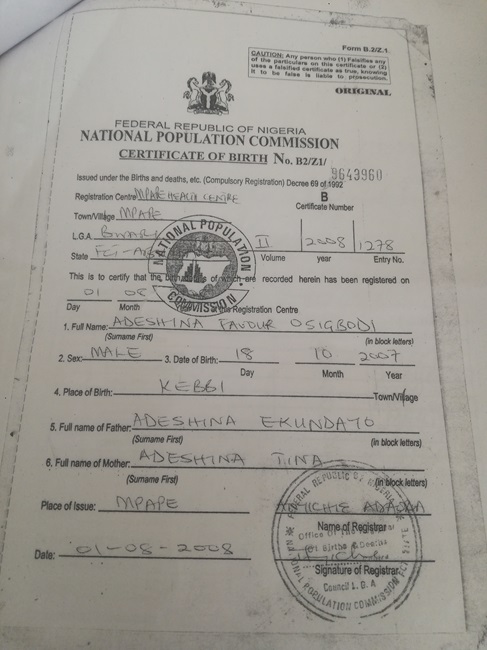 Form B.2/Z.1.
CAUTION: Any person who (1) Falsifies any
of the particulars on this certificate or (2)
uses a falsified certificate as true, knowing
it to be false is liable to prosecution.
ORIGINAL
FEDERAL REPUBLIC OF NIGERIA
NATIONAL POPULATION COMMISSION
CERTIFICATE OF BIRTH No. B2/Z1/ 9643960
Issued under the Births and deaths, etc. (Compulsory Registration) Decree 69 of 1992
Registration Centre MPAPE HEALTH CENTRE B
Certificate Number
Town/Village MPAPE
L.G.A. BWARI II 2008 1278
State Volume year Entry No.
NATIONAL POPULATION COMMISSION
This is to certify that the birth of which are recorded herein has been registered on
01 08
Day Month this Registration Centre
1. Full Name: ADESHINA FAVOUR OSIGBODI
(Surname First) (in block letters)
2. Sex: MALE 3. Date of Birth: 18 10 2007
Day Month Year
4. Place of Birth: KEBBI Town/Village
5. Full name of Father: ADESHINA EKUNDAYO
(Surname First) (in block letters)
6. Full name of Mother: ADESHINA TINA
(Surname First) (in block letters)
Place of Issue: MPAPE
Name of Registrar
Date: 01-08-2008
Signature of Registrar